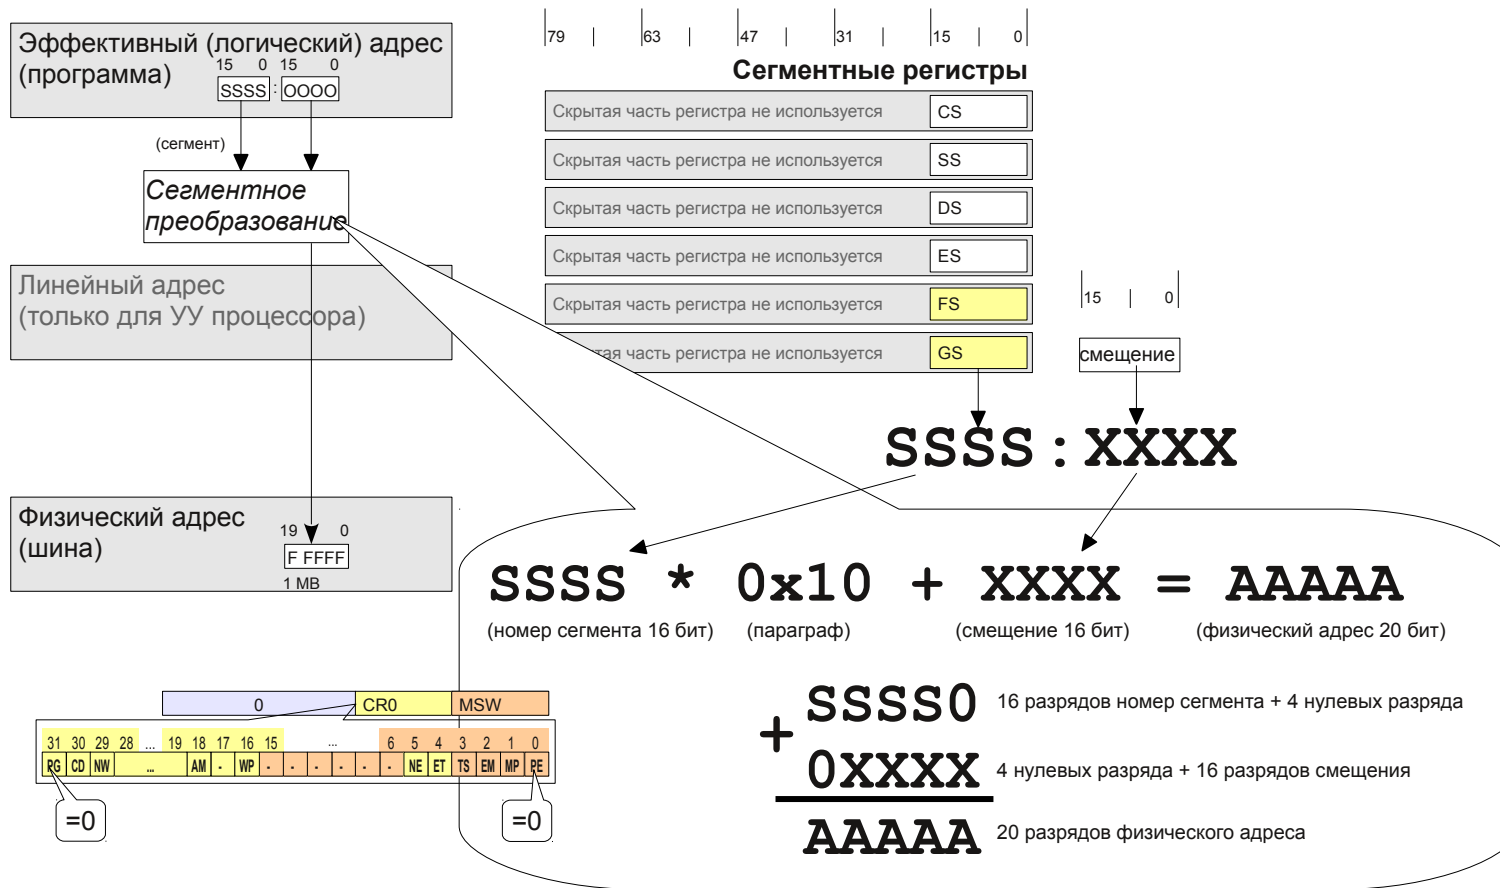 Эффективный (логический) адрес
(программа)
15 0 15 0
SSSS : OOOO
(сегмент)
Сегментное
преобразование
Линейный адрес
(только для УУ процессора)
Физический адрес
(шина)
19 0
F FFFF
1 MB
79 63 47 31 15 0
Сегментные регистры
Скрытая часть регистра не используется CS
Скрытая часть регистра не используется SS
Скрытая часть регистра не используется DS
Скрытая часть регистра не используется ES
Скрытая часть регистра не используется FS
тая часть регистра не используется GS
15 0
смещение
SSSS:XXXX
SSSS * 0x10 + XXXX = AAAAA
(номер сегмента 16 бит) (параграф) (смещение 16 бит) (физический адрес 20 бит)
SSSS0 16 разрядов номер сегмента + 4 нулевых разряда
+
0XXXX 4 нулевых разряда + 16 разрядов смещения
AAAAA 20 разрядов физического адреса
0 CR0 MSW
31 30 29 28 ... 19 18 17 16 15 ... 6 5 4 3 2 1 0
PG CD NW ... AM - WP - - - - - - NE ET TS EM MP PE
=0 =0